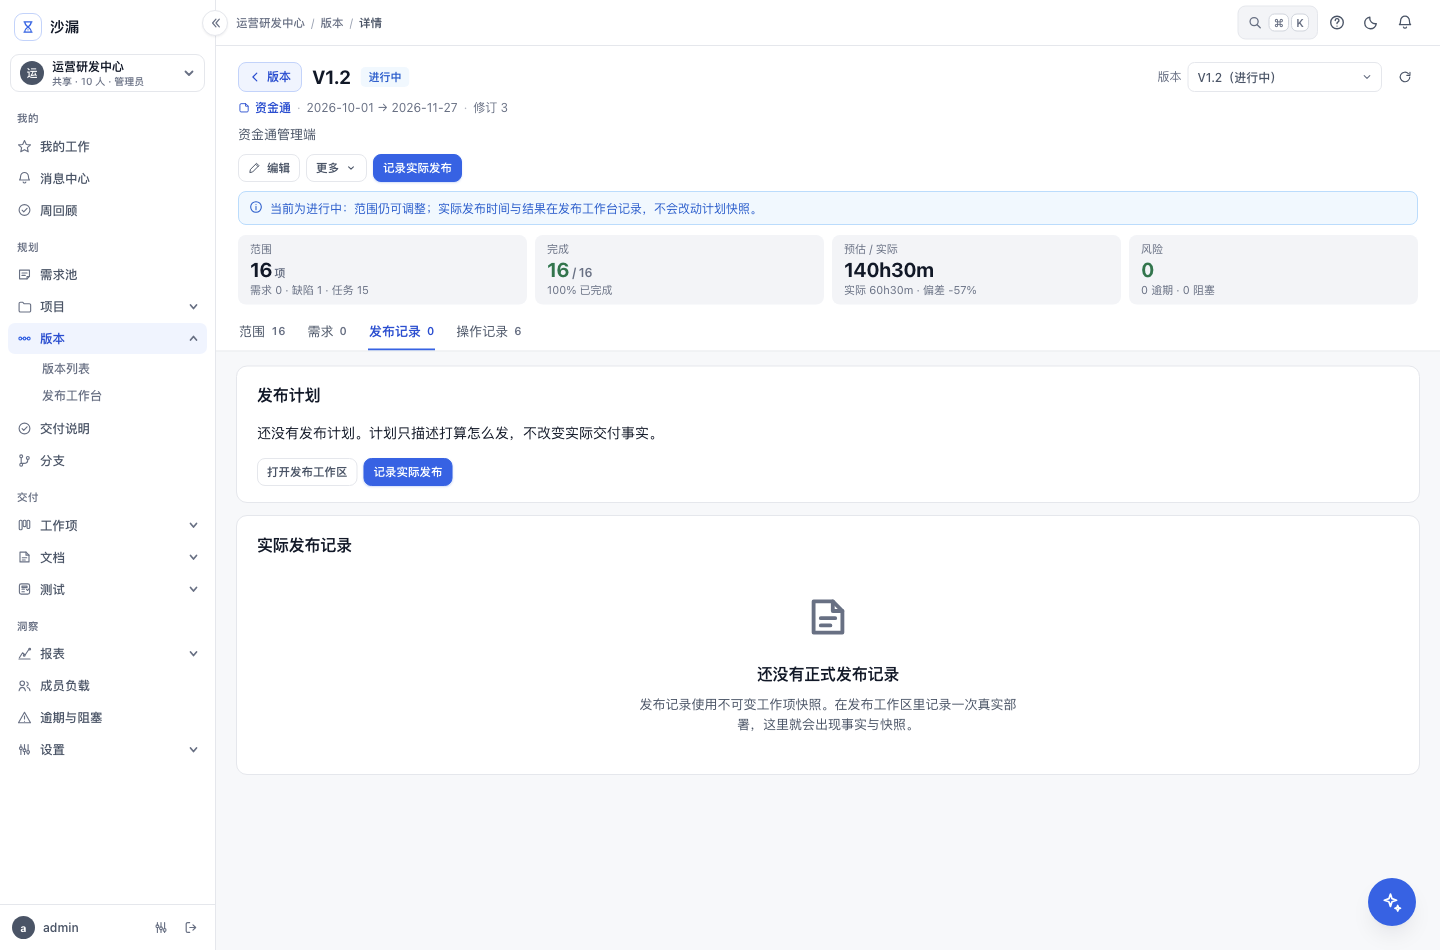 沙漏
运
运营研发中心
共享 · 10 人 · 管理员
我的
我的工作
消息中心
周回顾
规划
需求池
项目
版本
版本列表
发布工作台
交付说明
分支
交付
工作项
文档
测试
洞察
报表
成员负载
逾期与阻塞
设置
a admin
运营研发中心 / 版本 / 详情
⌘ K
版本 V1.2 进行中
版本 V1.2（进行中）
资金通 · 2026-10-01 → 2026-11-27 · 修订 3
资金通管理端
编辑 更多 记录实际发布
当前为进行中：范围仍可调整；实际发布时间与结果在发布工作台记录，不会改动计划快照。
范围
16 项
需求 0 · 缺陷 1 · 任务 15
完成
16 / 16
100% 已完成
预估 / 实际
140h30m
实际 60h30m · 偏差 -57%
风险
0
0 逾期 · 0 阻塞
范围 16 需求 0 发布记录 0 操作记录 6
发布计划
还没有发布计划。计划只描述打算怎么发，不改变实际交付事实。
打开发布工作区 记录实际发布
实际发布记录
还没有正式发布记录
发布记录使用不可变工作项快照。在发布工作区里记录一次真实部
署，这里就会出现事实与快照。